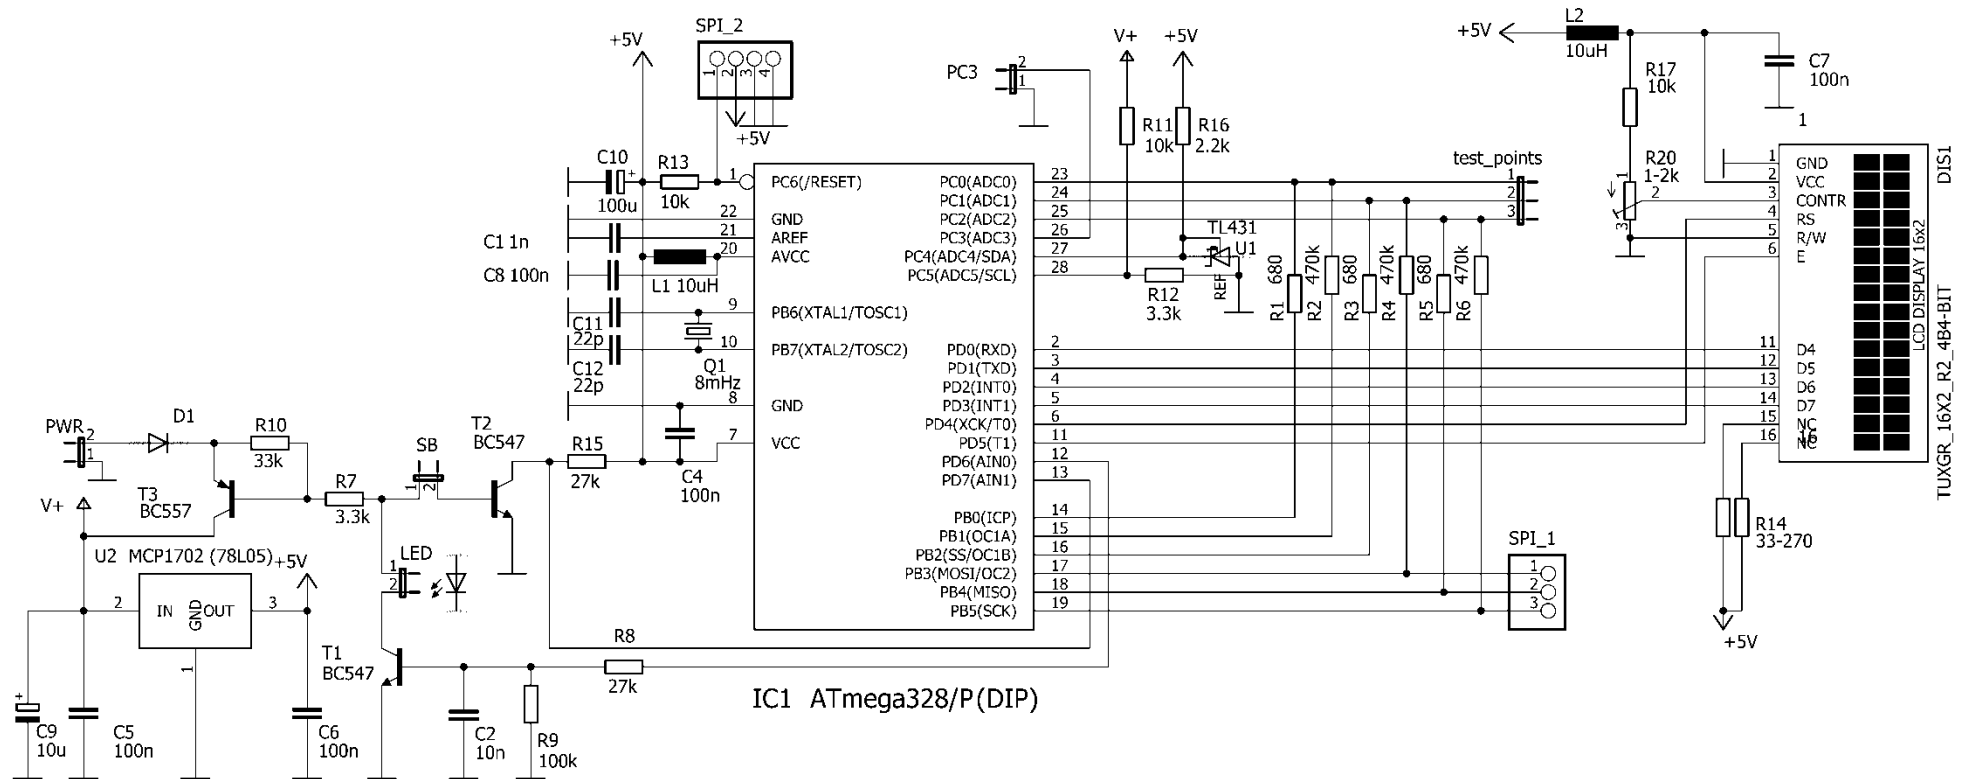 SPI_2
+5V
1 2 3 4
+5V
PC3
2
1
V+
+5V
R11
10k
R16
2.2k
+5V
L2
10uH
R17
10k
C7
100n
1
C10
+
100u
R13
10k
1
PC6(/RESET)
22
GND
C1 1n
21
AREF
20
AVCC
C8 100n
L1 10uH
9
PB6(XTAL1/TOSC1)
C11
22p
10
PB7(XTAL2/TOSC2)
C12
22p
Q1
8mHz
8
GND
7
VCC
C4
100n
PC0(ADC0) 23
PC1(ADC1) 24
PC2(ADC2) 25
PC3(ADC3) 26
PC4(ADC4/SDA) 27
PC5(ADC5/SCL) 28
PD0(RXD) 2
PD1(TXD) 3
PD2(INT0) 4
PD3(INT1) 5
PD4(XCK/T0) 6
PD5(T1) 11
PD6(AIN0) 12
PD7(AIN1) 13
PB0(ICP) 14
PB1(OC1A) 15
PB2(SS/OC1B) 16
PB3(MOSI/OC2) 17
PB4(MISO) 18
PB5(SCK) 19
IC1 ATmega328/P(DIP)
R12
3.3k
TL431
U1
REF
R1 680
R2 470k
R3 680
R4 470k
R5 680
R6 470k
test_points
1
2
3
R20
1-2k
1
2
3
1 GND
2 VCC
3 CONTR
4 RS
5 R/W
6 E
11 D4
12 D5
13 D6
14 D7
15 NC
16 NC
16
LCD DISPLAY 16x2
DIS1
TUXGR_16X2_R2_4B4-BIT
R14
33-270
+5V
SPI_1
1
2
3
PWR
2
1
D1
R10
33k
T3
BC557
R7
3.3k
SB
1 2
T2
BC547
R15
27k
V+
U2 MCP1702 (78L05)
+5V
2
IN
GND
OUT
3
1
LED
1
2
T1
BC547
R8
27k
+
C9
10u
C5
100n
C6
100n
C2
10n
R9
100k